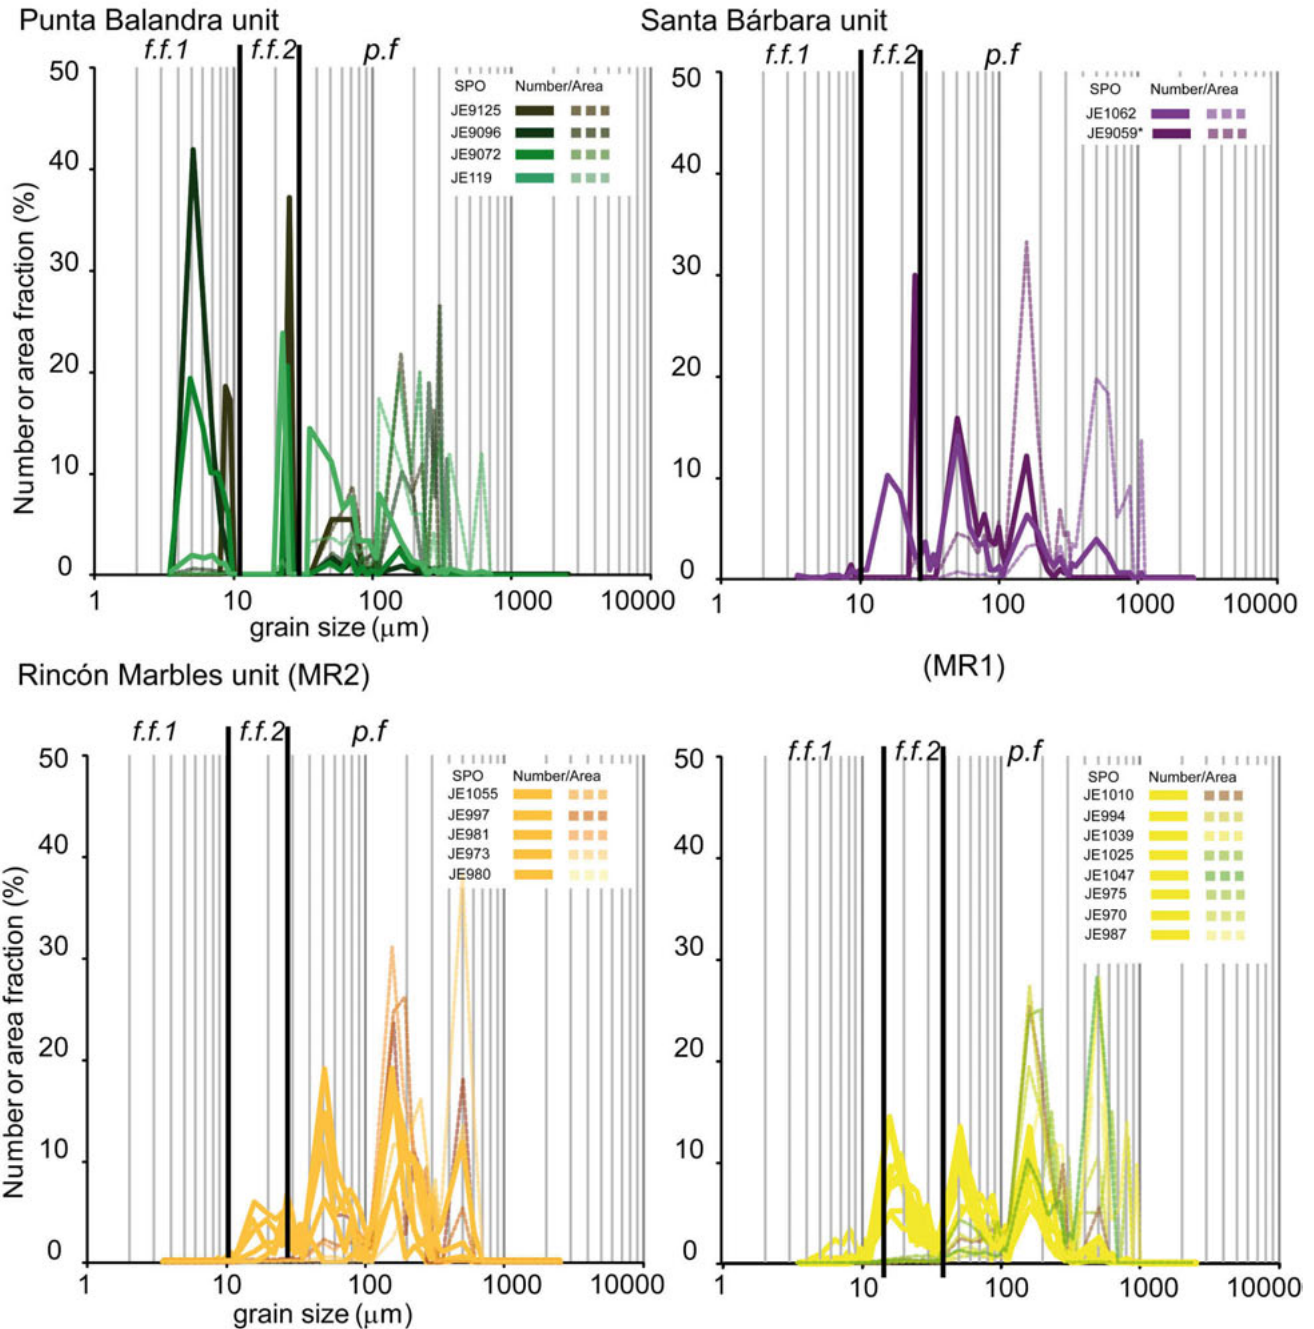 Punta Balandra unit
f.f.1 f.f.2 p.f
50
40
30
20
10
0
Number or area fraction (%)
SPO Number/Area
JE9125
JE9096
JE9072
JE119
1 10 100 1000 10000
grain size (μm)
Santa Bárbara unit
f.f.1 f.f.2 p.f
50
40
30
20
10
0
SPO Number/Area
JE1062
JE9059*
1 10 100 1000 10000
Rincón Marbles unit (MR2)
f.f.1 f.f.2 p.f
50
40
30
20
10
0
Number or area fraction (%)
SPO Number/Area
JE1055
JE997
JE981
JE973
JE980
1 10 100 1000 10000
grain size (μm)
(MR1)
f.f.1 f.f.2 p.f
50
40
30
20
10
0
SPO Number/Area
JE1010
JE994
JE1039
JE1025
JE1047
JE975
JE970
JE987
1 10 100 1000 10000